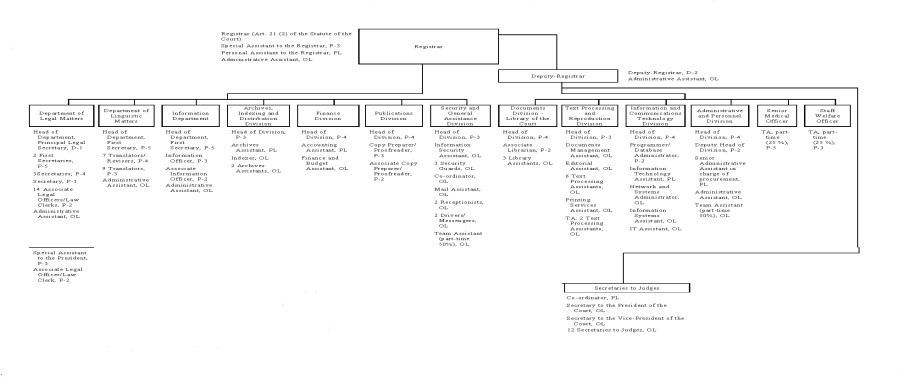 Registrar (Art. 21 (2) of the Statute of the
Court)
Special Assistant to the Registrar, P-3
Personal Assistant to the Registrar, PL
Administrative Assistant, OL
Registrar
Deputy-Registrar
Deputy-Registrar, D-2
Administrative Assistant, OL
Department of
Legal Matters
Head of
Department,
Principal Legal
Secretary, D-1
2 First
Secretaries,
P-5
3Secretaries, P-4
Secretary, P-3
14 Associate
Legal
Officers/Law
Clerks, P-2
Administrative
Assistant, OL
Special Assistant
to the President,
P-3
Associate Legal
Officer/Law
Clerk, P-2
Department of
Linguistic
Matters
Head of
Department,
First
Secretary, P-5
7 Translators/
Revisers, P-4
9 Translators,
P-3
Administrative
Assistant, OL
Information
Department
Head of
Department,
First
Secretary, P-5
Information
Officer, P-3
Associate
Information
Officer, P-2
Administrative
Assistant, OL
Archives,
Indexing and
Distribution
Division
Head of Division,
P-3
Archives
Assistant, PL
Indexer, OL
2 Archives
Assistants, OL
Finance
Division
Head of
Division, P-4
Accounting
Assistant, PL
Finance and
Budget
Assistant, OL
Publications
Division
Head of
Division, P-4
Copy Preparer/
Proofreader,
P-3
Associate Copy
Preparer/
Proofreader,
P-2
Security and
General
Assistance
Division
Head of
Division, P-3
Information
Security
Assistant, OL
3 Security
Guards, OL
Co-ordinator,
OL
Mail Assistant,
OL
2 Receptionists,
OL
2 Drivers/
Messengers,
OL
Team Assistant
(part-time
50%), OL
Documents
Division -
Library of the
Court
Head of
Division, P-4
Associate
Librarian, P-2
3 Library
Assistants, OL
Text Processing
and
Reproduction
Division
Head of
Division, P-3
Documents
Management
Assistant, OL
Editorial
Assistant, OL
6 Text
Processing
Assistants,
OL
Printing
Services
Assistant, OL
TA: 2 Text
Processing
Assistants,
OL
Information and
Communications
Technology
Division
Head of
Division, P-4
Programmer/
Database
Administrator,
P-2
Information
Technology
Assistant, PL
Network and
Systems
Administrator,
OL
Information
Systems
Assistant, OL
IT Assistant, OL
Administrative
and Personnel
Division
Head of
Division, P-4
Deputy Head of
Division, P-2
Senior
Administrative
Assistant in
charge of
procurement,
PL
Administrative
Assistant, OL
Team Assistant
(part-time
50%), OL
Senior
Medical
Officer
TA, part-
time
(25 %),
P-5
Staff
Welfare
Officer
TA, part-
time
(25 %),
P-3
Secretaries to Judges
Co-ordinator, PL
Secretary to the President of the
Court, OL
Secretary to the Vice-President of the
Court, OL
12 Secretaries to Judges, OL